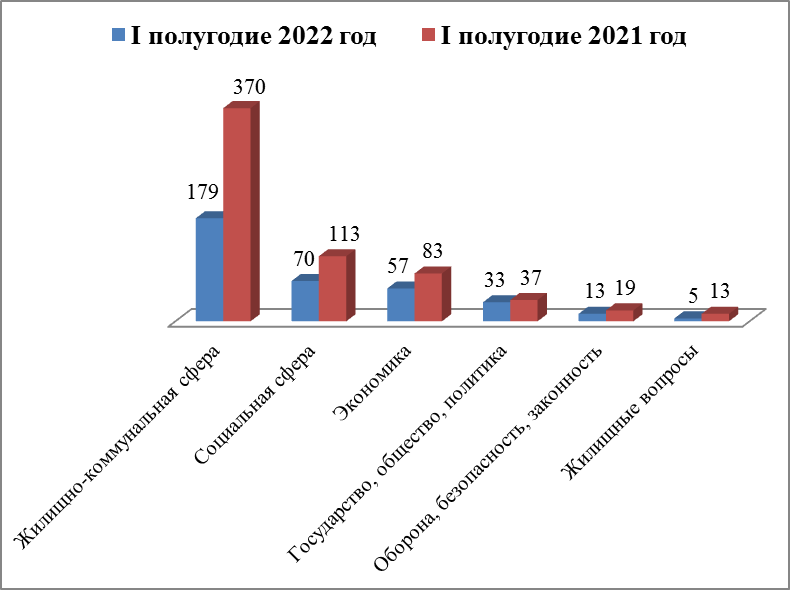 I полугодие 2022 год
I полугодие 2021 год
370
179
113
70
83
57
33
37
13
19
5
13
Жилищно-коммунальная сфера
Социальная сфера
Экономика
Государство, общество, политика
Оборона, безопасность, законность
Жилищные вопросы